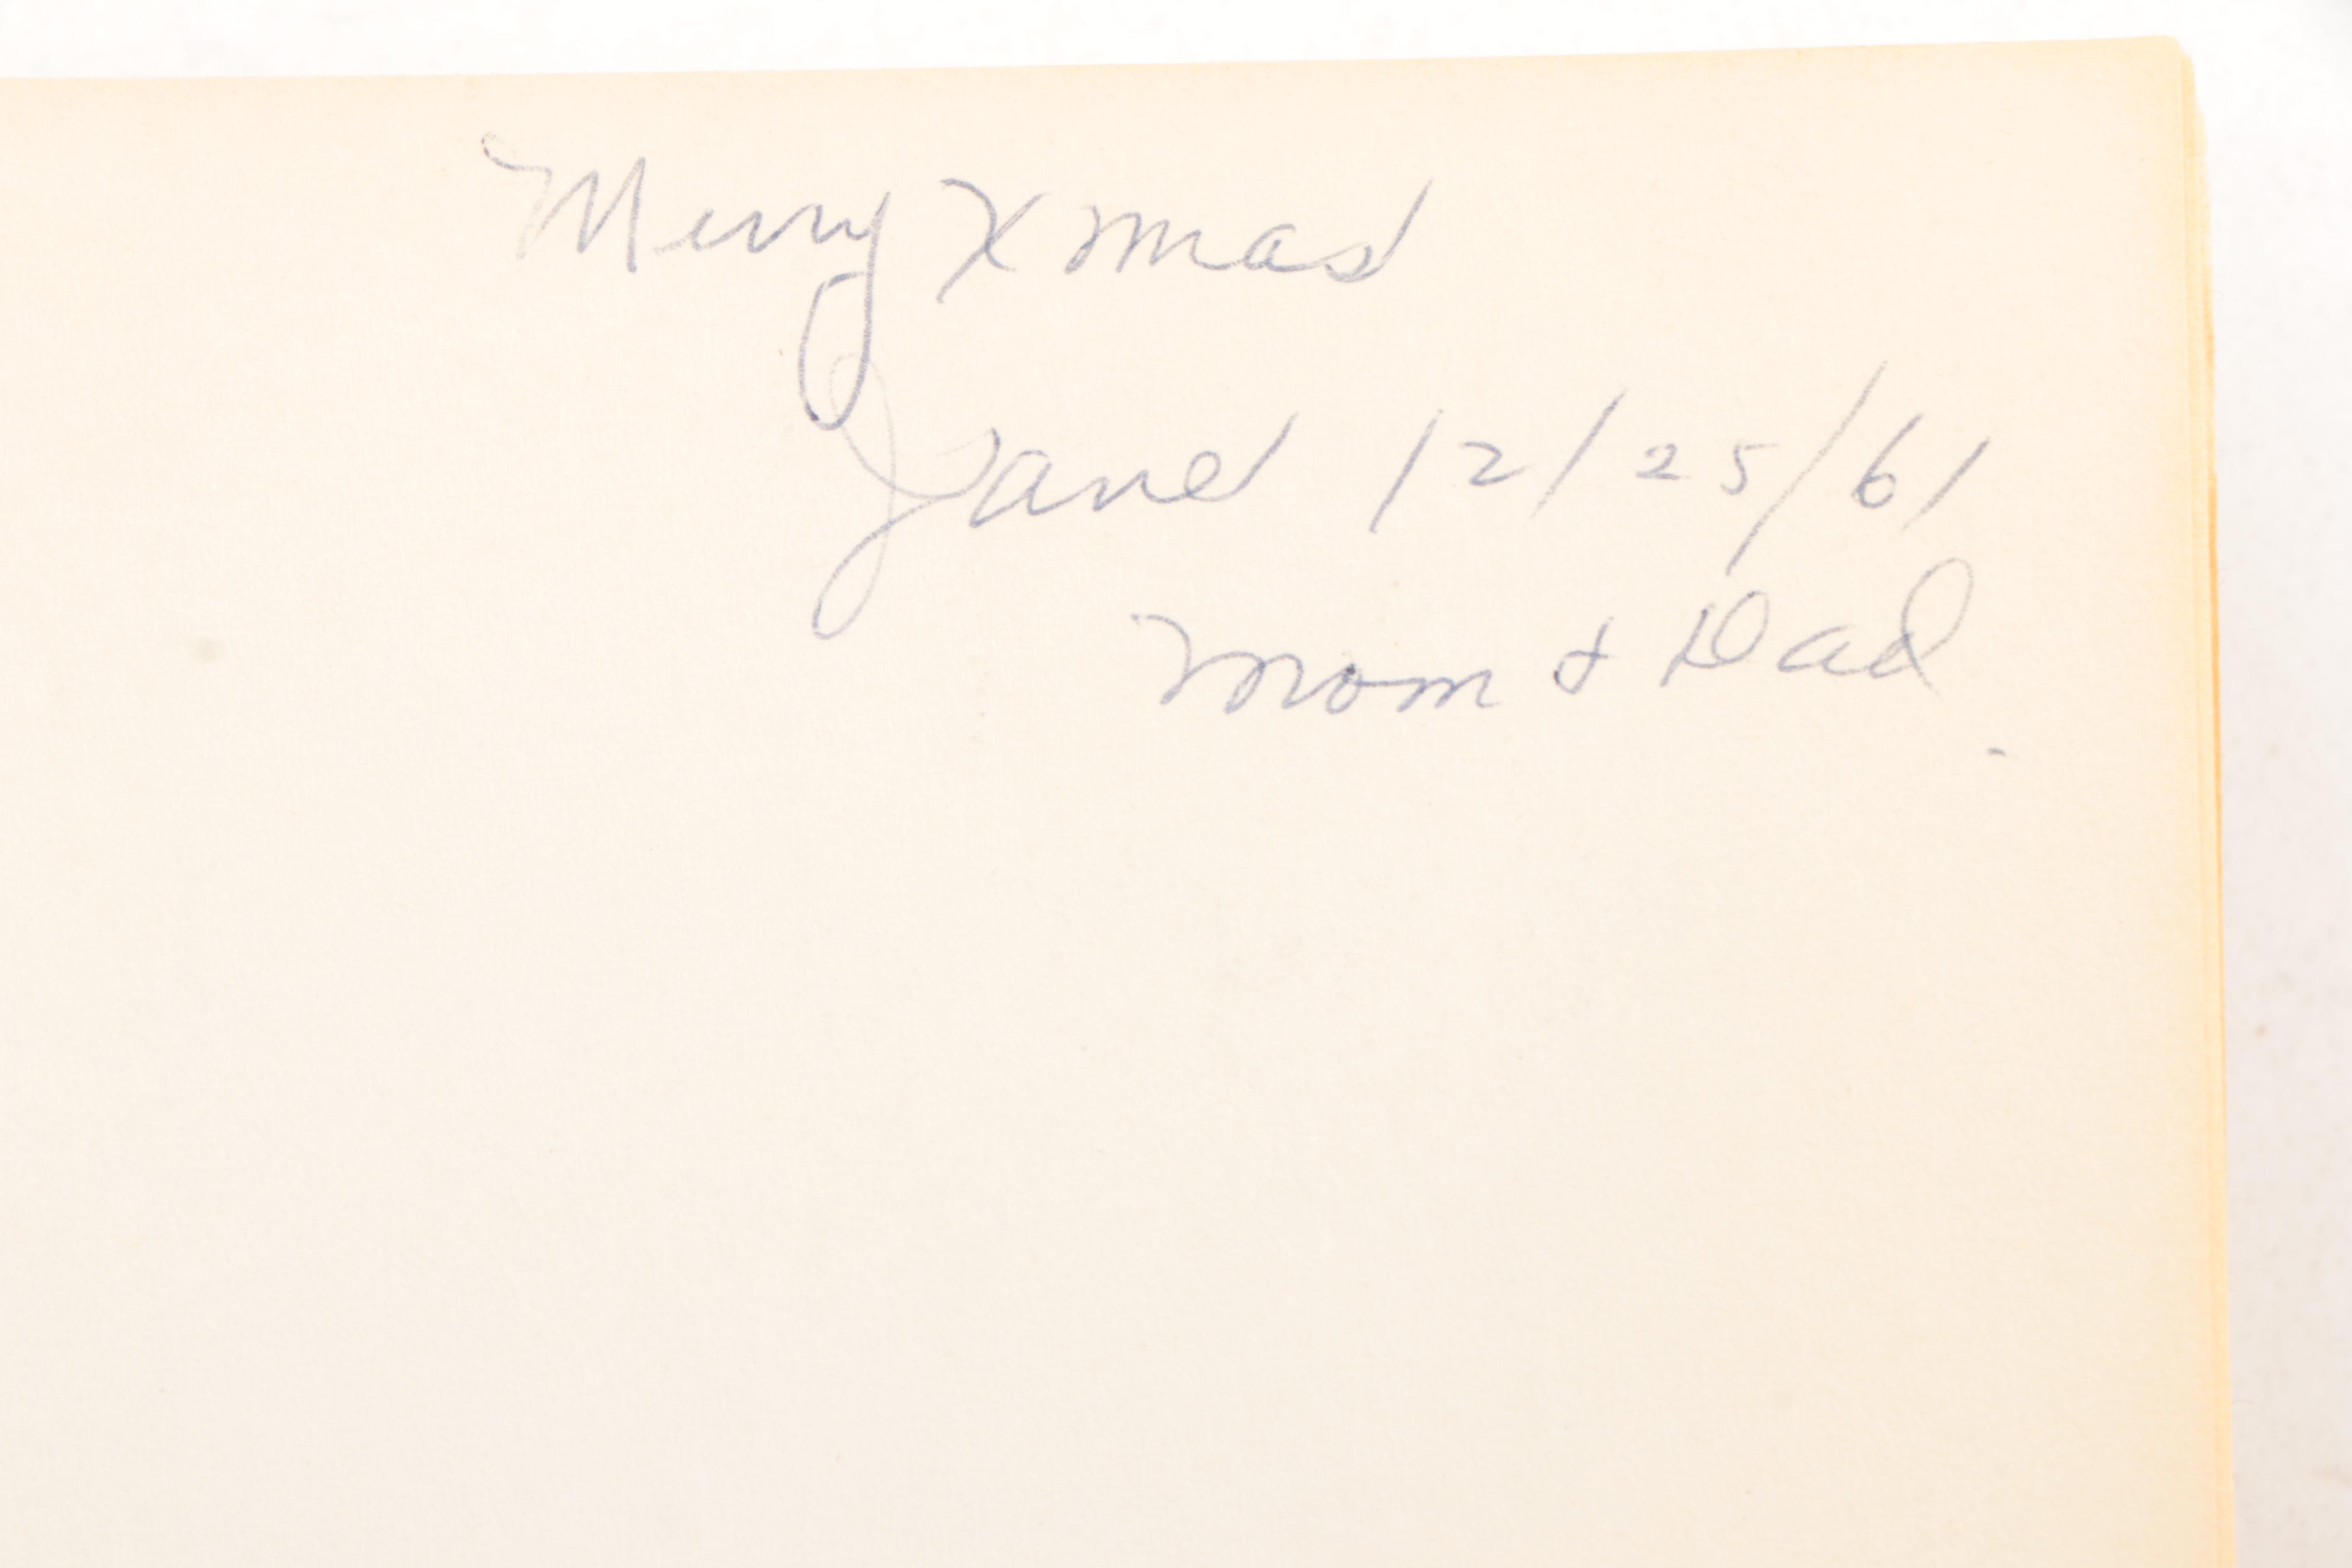 Merry Xmas
Jane 12/25/61
Mom & Dad.